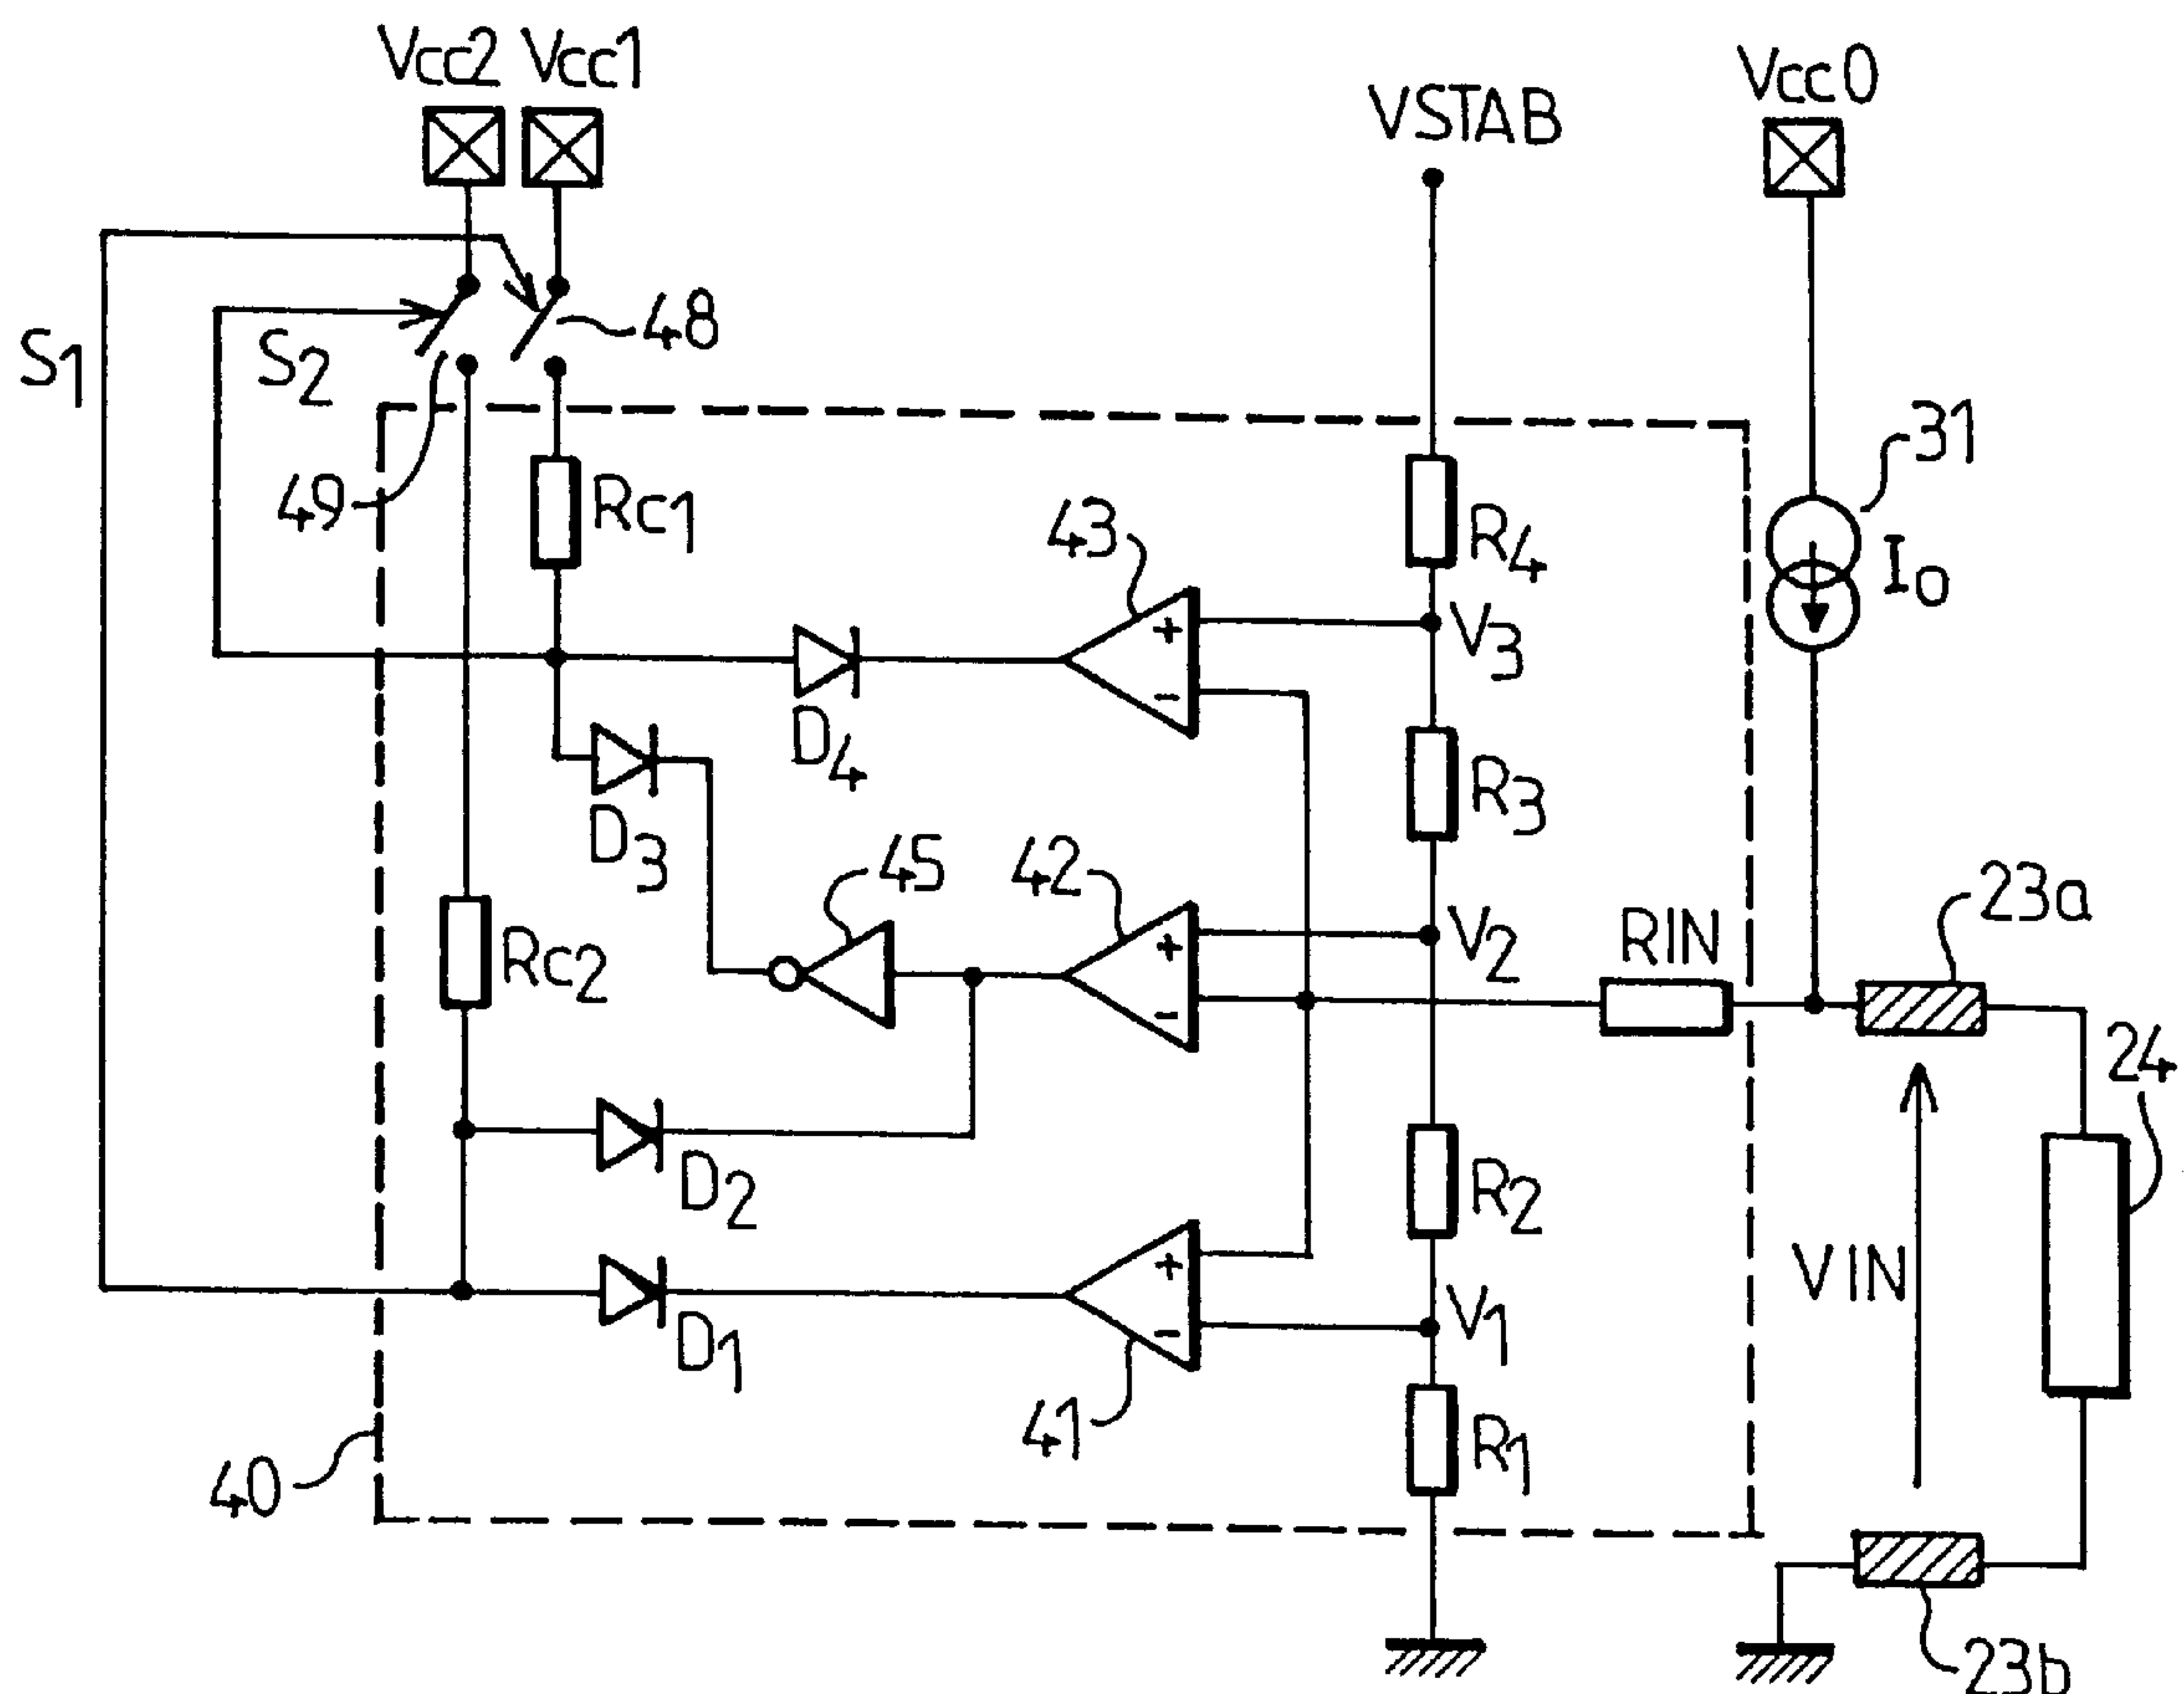 Vcc2 Vcc1
VSTAB
Vcc0
S1
S2
48
49
Rc1
43
+
-
R4
V3
31
Io
D4
D3
R3
45
42
+
-
V2
RIN
23a
24
Rc2
D2
R2
VIN
+
-
V1
D1
41
R1
40
23b